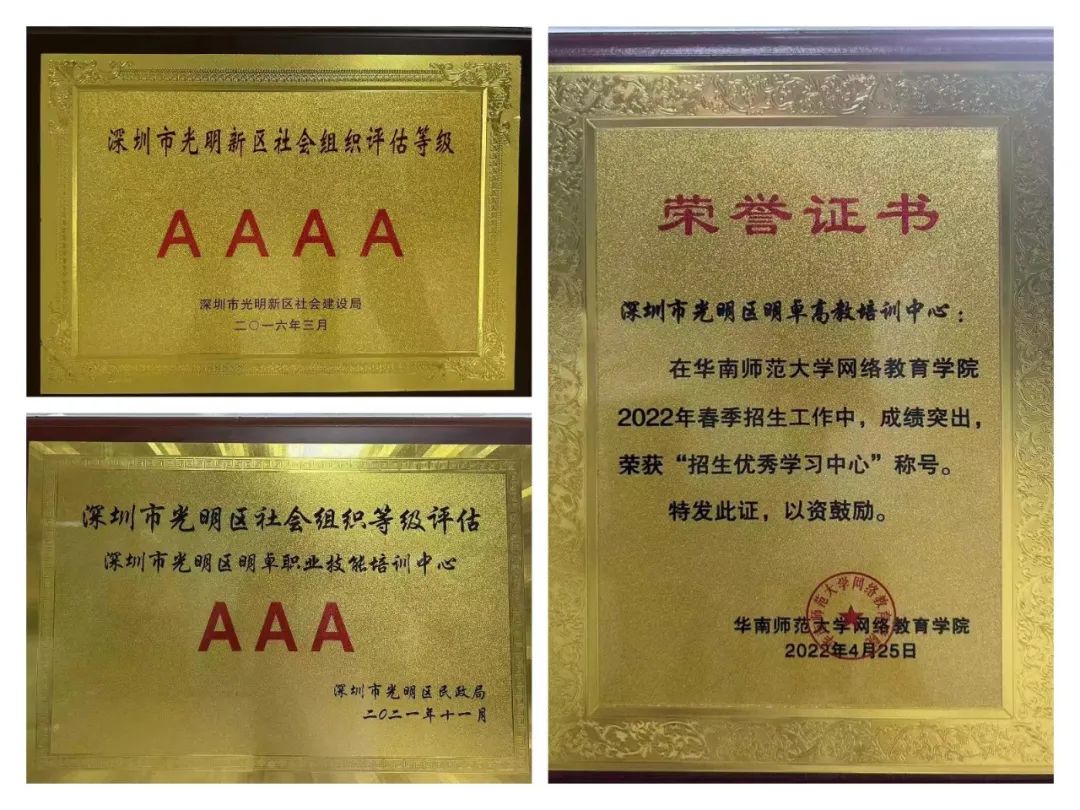 深圳市光明新区社会组织评估等级
AAAA
深圳市光明新区社会建设局
二〇一六年三月
深圳市光明区社会组织等级评估
深圳市光明区明卓职业技能培训中心
AAA
深圳市光明区民政局
二〇二一年十一月
荣誉证书
深圳市光明区明卓高教培训中心：
在华南师范大学网络教育学院
2022年春季招生工作中，成绩突出，
荣获“招生优秀学习中心”称号。
特发此证，以资鼓励。
华南师范大学网络教育学院
2022年4月25日